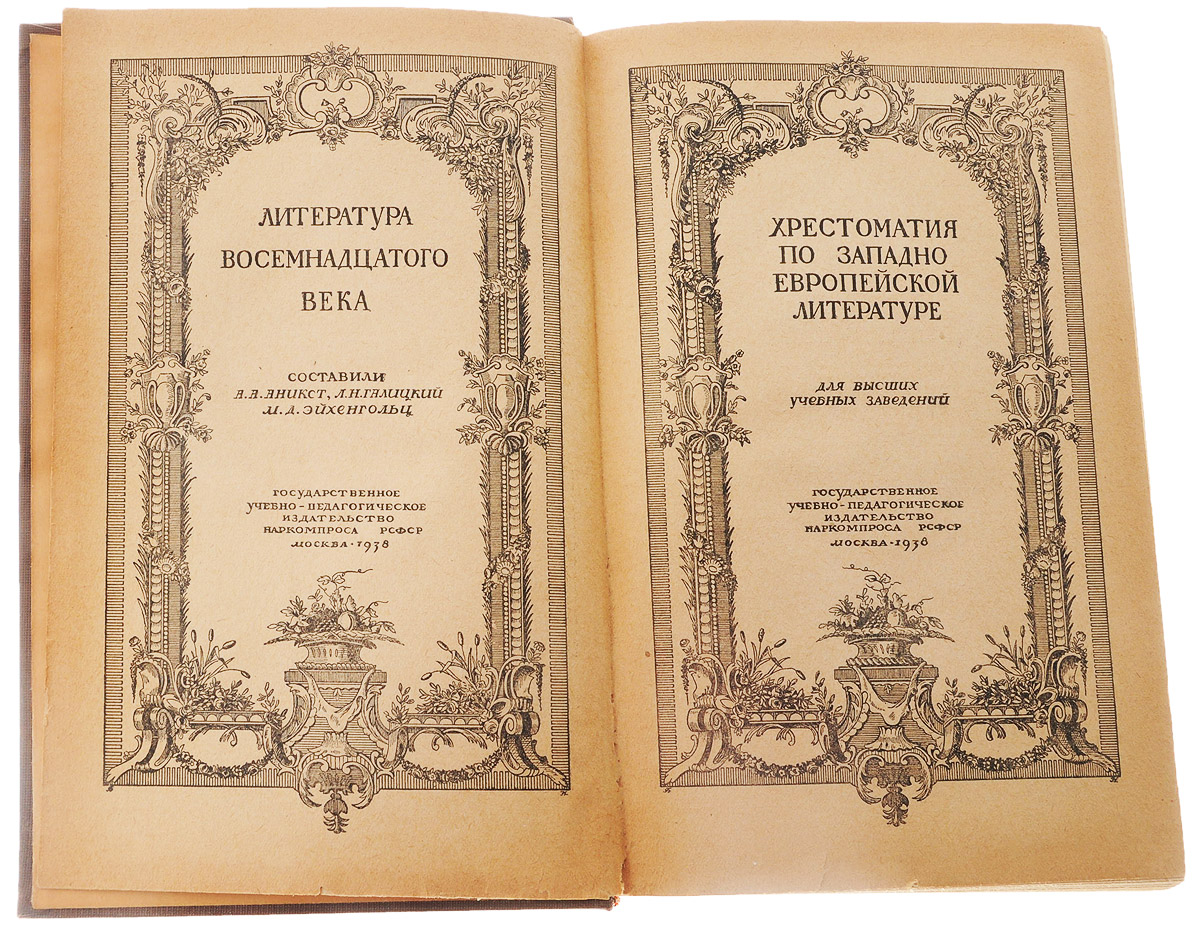 ЛИТЕРАТУРА
ВОСЕМНАДЦАТОГО
ВЕКА
СОСТАВИЛИ
А.А.АНИКСТ, Л.Н.ГАЛИЦКИЙ
М.Д.ЭЙХЕНГОЛЬЦ
ГОСУДАРСТВЕННОЕ
УЧЕБНО-ПЕДАГОГИЧЕСКОЕ
ИЗДАТЕЛЬСТВО
НАРКОМПРОСА РСФСР
МОСКВА·1938
ХРЕСТОМАТИЯ
ПО ЗАПАДНО
ЕВРОПЕЙСКОЙ
ЛИТЕРАТУРЕ
ДЛЯ ВЫСШИХ
УЧЕБНЫХ ЗАВЕДЕНИЙ
ГОСУДАРСТВЕННОЕ
УЧЕБНО-ПЕДАГОГИЧЕСКОЕ
ИЗДАТЕЛЬСТВО
НАРКОМПРОСА РСФСР
МОСКВА·1938